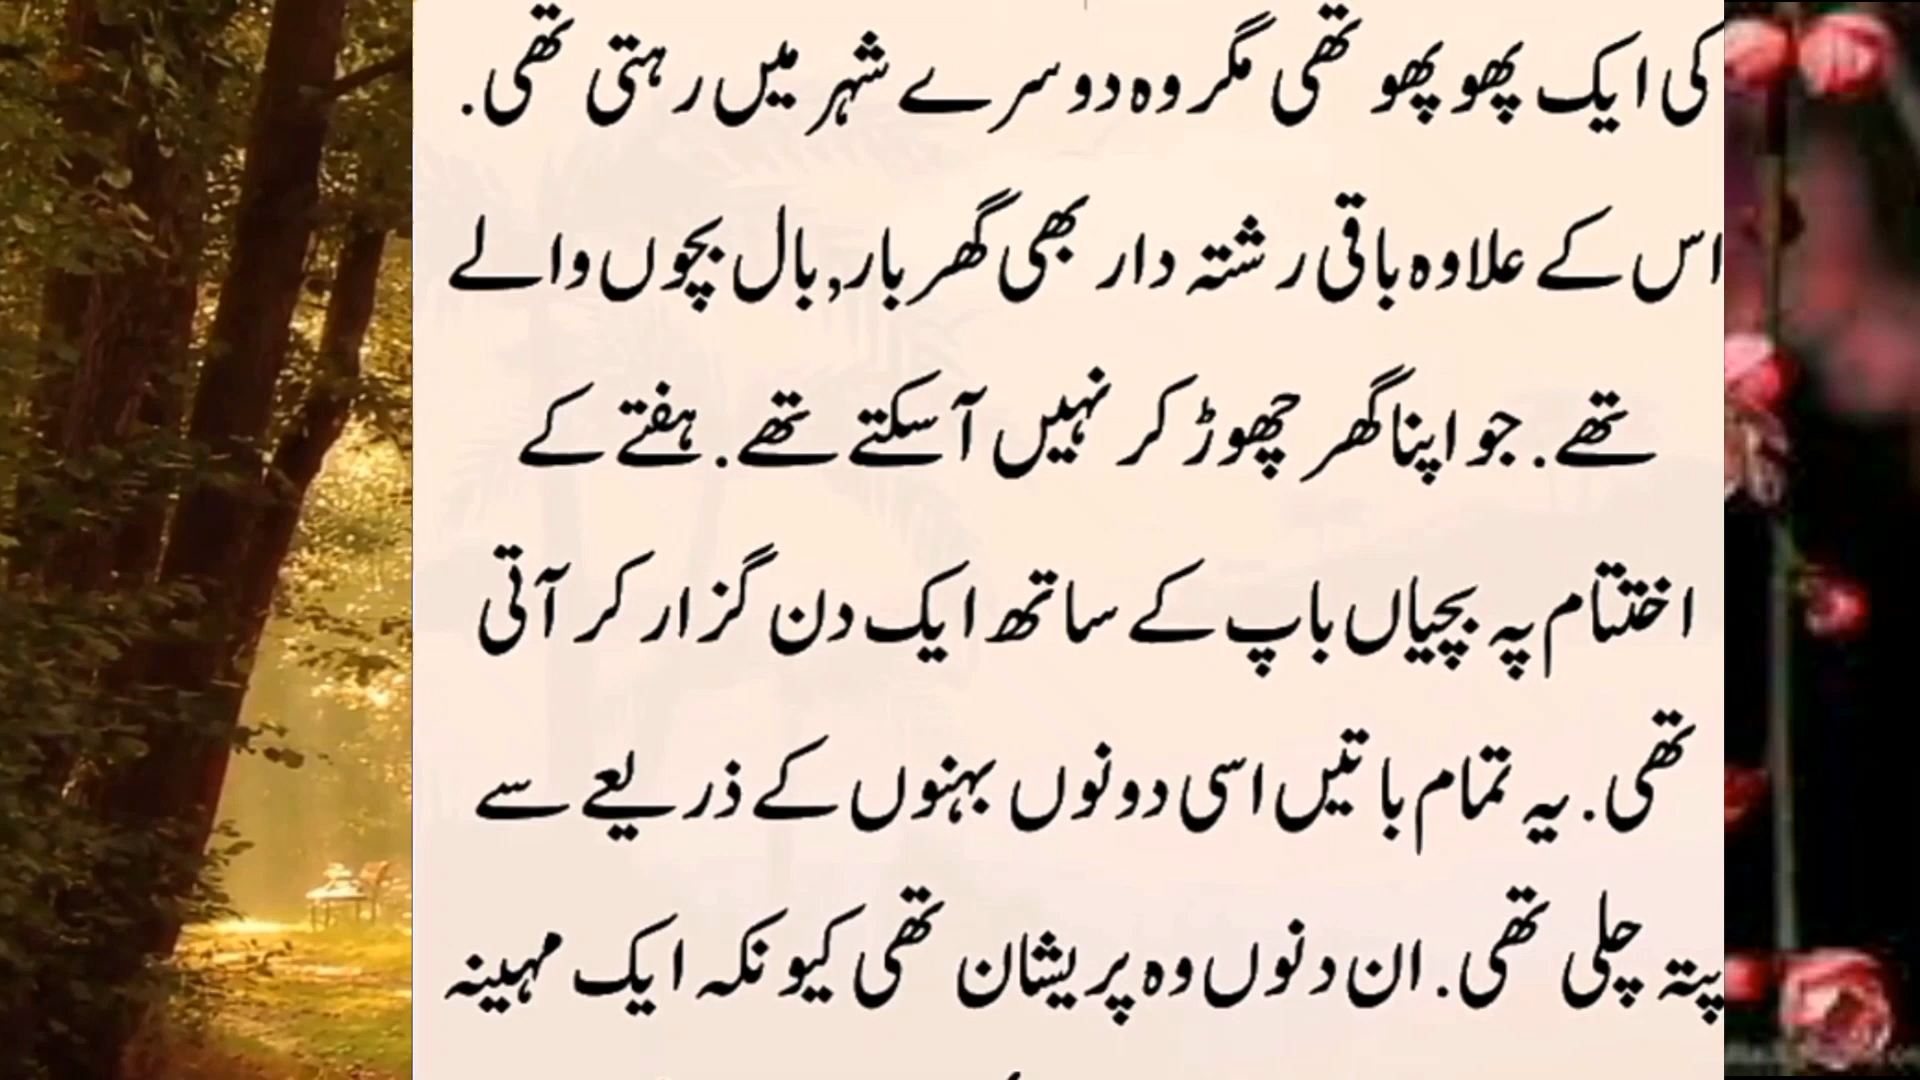 کی ایک پھوپھو تھی مگر وہ دوسرے شہر میں رہتی تھی.
اس کے علاوہ باقی رشتہ دار بھی گھر بار,بال بچوں والے
تھے. جو اپنا گھر چھوڑ کر نہیں آسکتے تھے. ہفتے کے
اختتام پہ بچیاں باپ کے ساتھ ایک دن گزار کر آتی
تھی. یہ تمام باتیں اسی دونوں بہنوں کے ذریعے سے
پتہ چلی تھی. ان دنوں وہ پریشان تھی کیونکہ ایک مہینہ